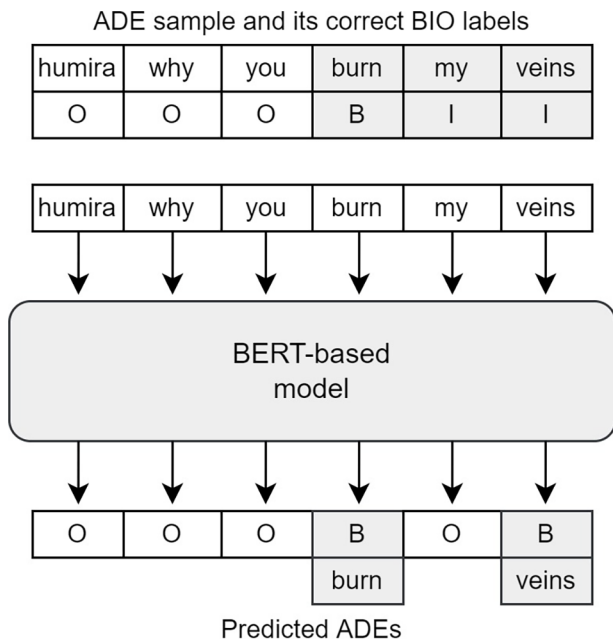 ADE sample and its correct BIO labels
humira why you burn my veins
O O O B I I
humira why you burn my veins
BERT-based
model
O O O B O B
burn veins
Predicted ADEs